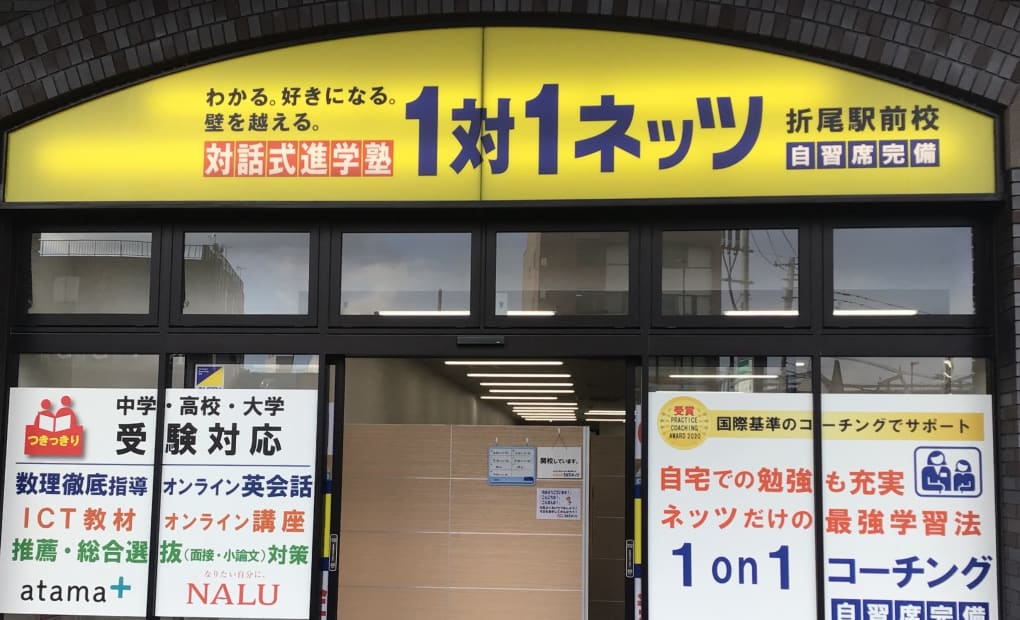 わかる。好きになる。
壁を越える。
対話式進学塾
1対1ネッツ
折尾駅前校
自習席完備
つきっきり
中学・高校・大学
受験対応
数理徹底指導
オンライン英会話
ICT教材
オンライン講座
推薦・総合選抜(面接・小論文)対策
atama+
なりたい自分に、
NALU
開校しています。
受賞
PRACTICE
COACHING
AWARD 2020
国際基準のコーチングでサポート
自宅での勉強も充実
ネッツだけの最強学習法
1on1
コーチング
自習席完備